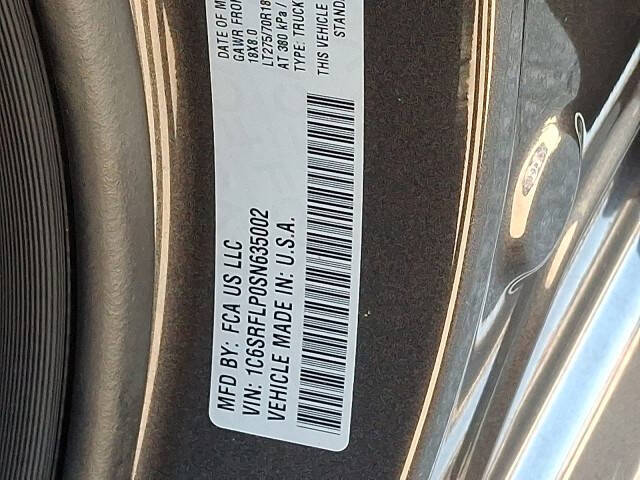 MFD BY: FCA US LLC
VIN: 1C6SRFLP0SN635002
VEHICLE MADE IN: U.S.A.
DATE OF M
GAWR FRON
18X8.0
LT275/70R18
AT 380 kPa /
TYPE: TRUCK
THIS VEHICLE
STAND